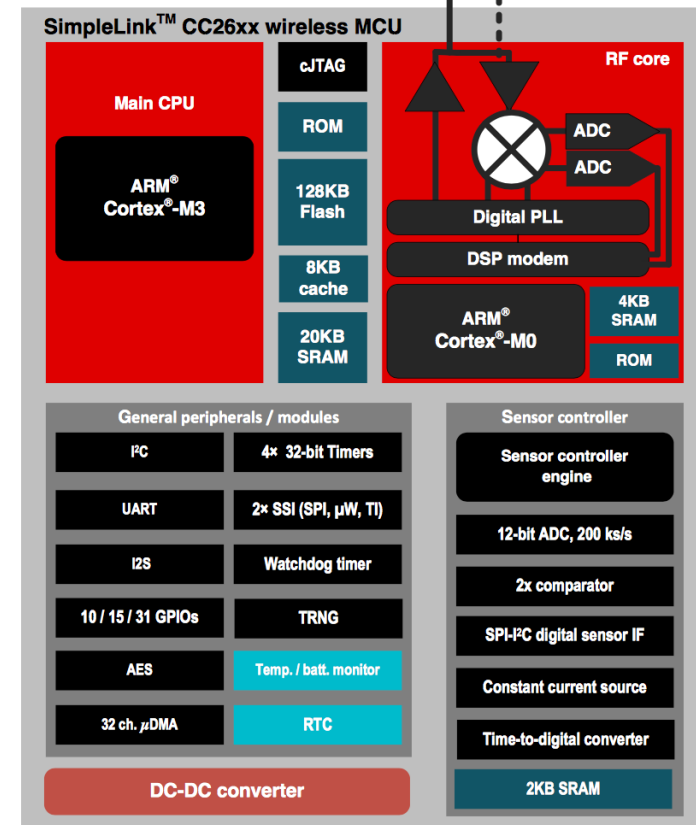 SimpleLink™ CC26xx wireless MCU
Main CPU
ARM®
Cortex®-M3
cJTAG
ROM
128KB
Flash
8KB
cache
20KB
SRAM
RF core
ADC
ADC
Digital PLL
DSP modem
ARM®
Cortex®-M0
4KB
SRAM
ROM
General peripherals / modules
I²C
4× 32-bit Timers
UART
2× SSI (SPI, µW, TI)
I2S
Watchdog timer
10 / 15 / 31 GPIOs
TRNG
AES
Temp. / batt. monitor
32 ch. µDMA
RTC
Sensor controller
Sensor controller
engine
12-bit ADC, 200 ks/s
2x comparator
SPI-I²C digital sensor IF
Constant current source
Time-to-digital converter
2KB SRAM
DC-DC converter